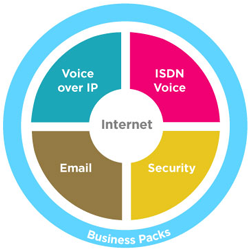 Voice
over IP
ISDN
Voice
Internet
Email
Security
Business Packs